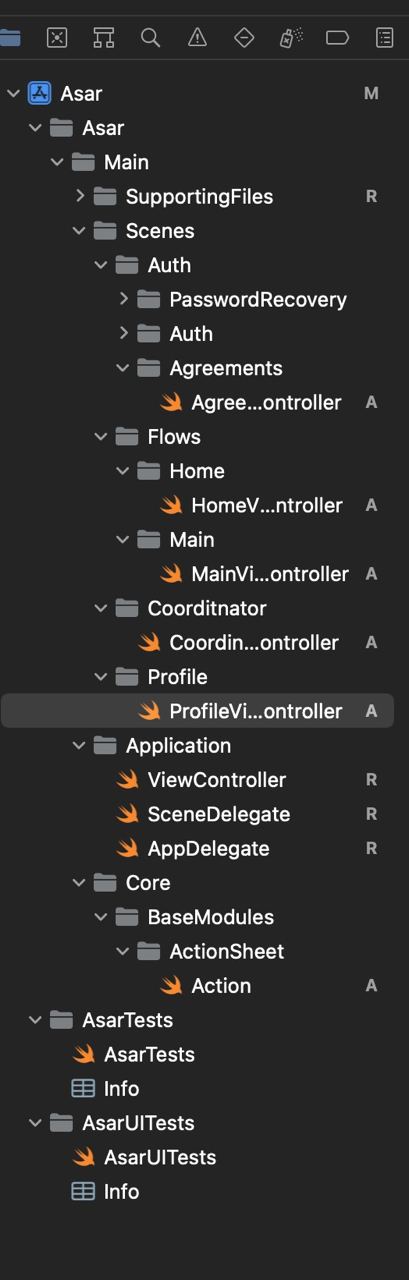 Asar M
Asar
Main
SupportingFiles R
Scenes
Auth
PasswordRecovery
Auth
Agreements
Agree...ontroller A
Flows
Home
HomeV...ntroller A
Main
MainVi...ontroller A
Coorditnator
Coordin...ontroller A
Profile
ProfileVi...ontroller A
Application
ViewController R
SceneDelegate R
AppDelegate R
Core
BaseModules
ActionSheet
Action A
AsarTests
AsarTests
Info
AsarUITests
AsarUITests
Info